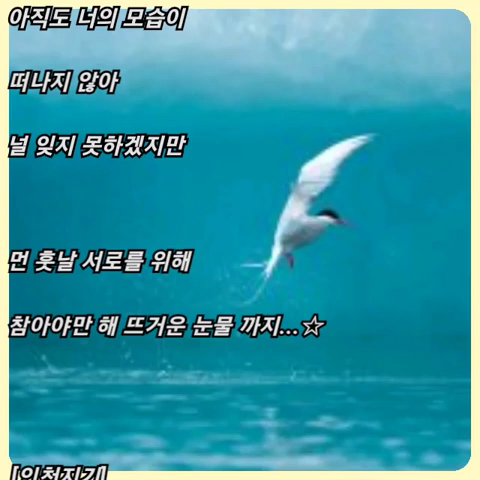 아직도 너의 모습이
떠나지 않아
널 잊지 못하겠지만
먼 훗날 서로를 위해
참아야만 해 뜨거운 눈물 까지...☆